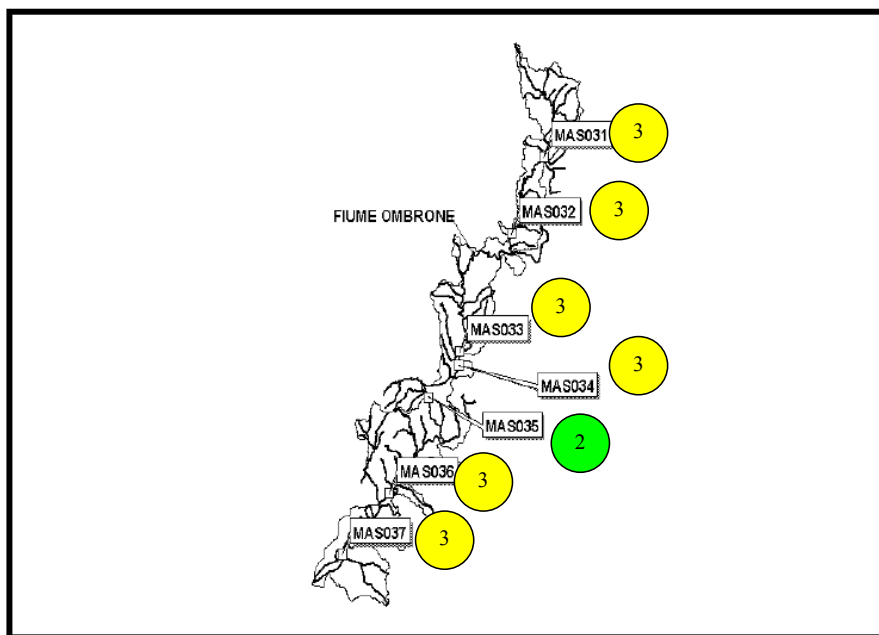 MAS031 3
MAS032 3
FIUME OMBRONE
3
MAS033
3
MAS034
MAS035
2
MAS036 3
MAS037 3